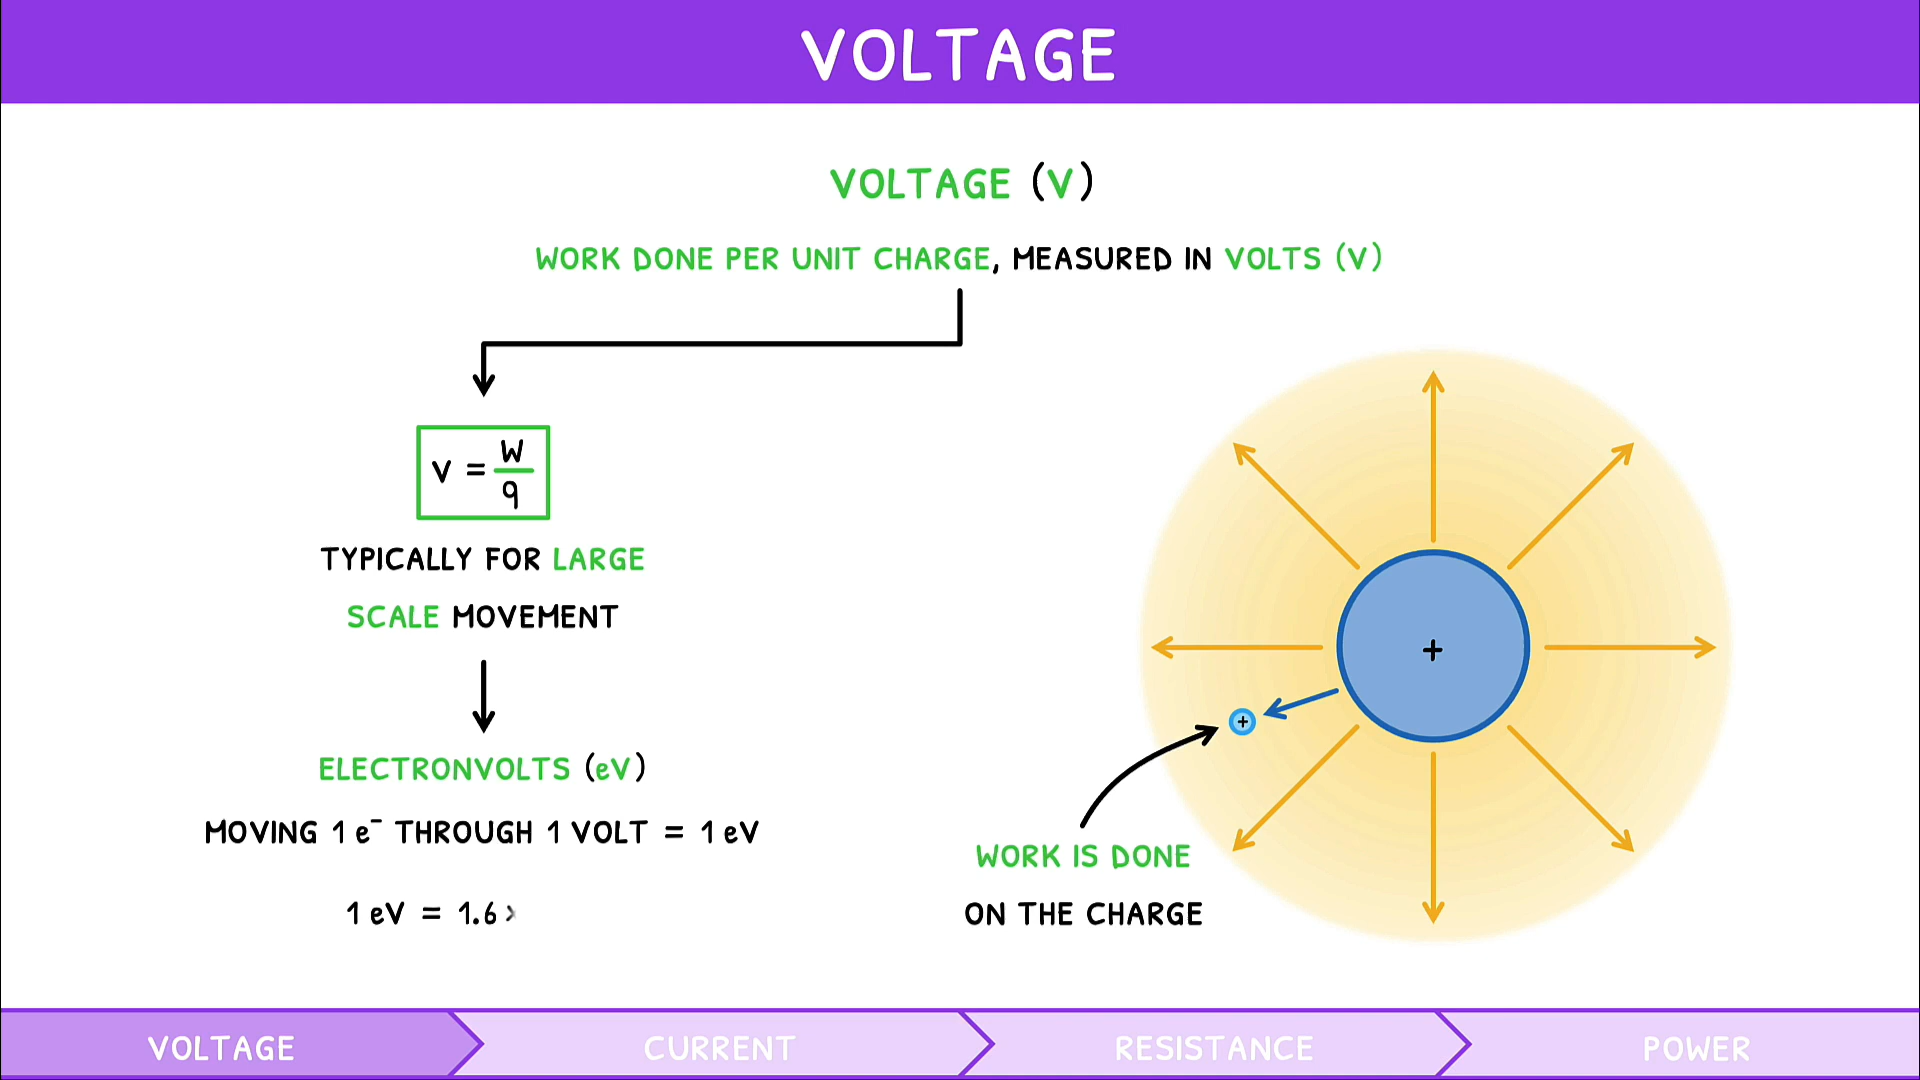 VOLTAGE
VOLTAGE (V)
WORK DONE PER UNIT CHARGE, MEASURED IN VOLTS (V)
V = W/q
TYPICALLY FOR LARGE
SCALE MOVEMENT
ELECTRONVOLTS (eV)
MOVING 1 e⁻ THROUGH 1 VOLT = 1 eV
1 eV = 1.6
+
+
WORK IS DONE
ON THE CHARGE
VOLTAGE
CURRENT
RESISTANCE
POWER